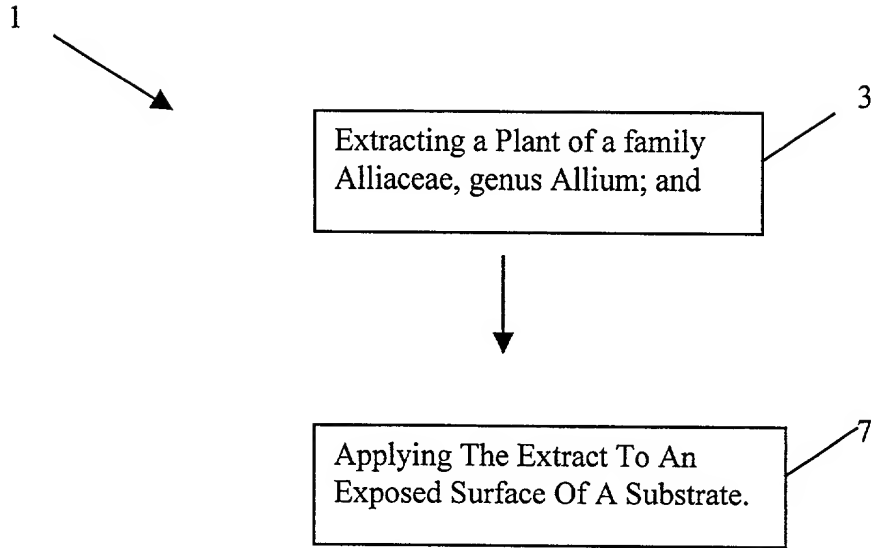 1
3
Extracting a Plant of a family
Alliaceae, genus Allium; and
7
Applying The Extract To An
Exposed Surface Of A Substrate.